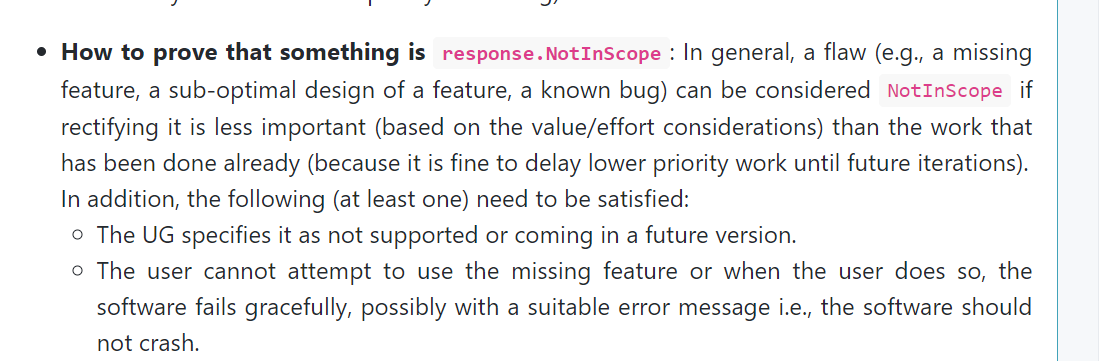 • How to prove that something is response.NotInScope : In general, a flaw (e.g., a missing
feature, a sub-optimal design of a feature, a known bug) can be considered NotInScope if
rectifying it is less important (based on the value/effort considerations) than the work that
has been done already (because it is fine to delay lower priority work until future iterations).
In addition, the following (at least one) need to be satisfied:
◦ The UG specifies it as not supported or coming in a future version.
◦ The user cannot attempt to use the missing feature or when the user does so, the
software fails gracefully, possibly with a suitable error message i.e., the software should
not crash.